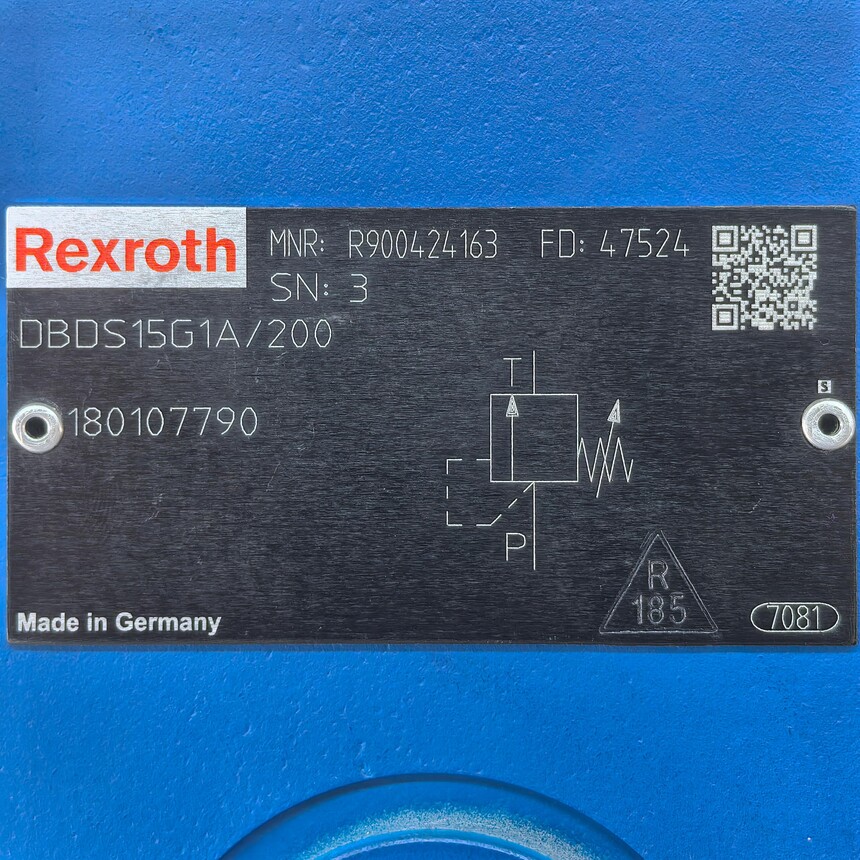 Rexroth
MNR: R900424163 FD: 47524
SN: 3
DBDS15G1A/200
T
S
180107790
P
R
185
7081
Made in Germany